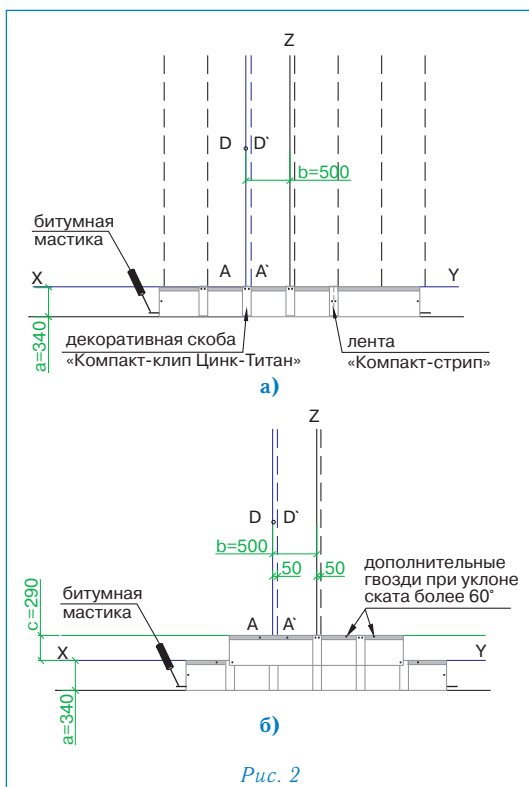 Z
D D`
b=500
битумная
мастика
X
A A`
Y
a=340
декоративная скоба
«Компакт-клип Цинк-Титан»
лента
«Компакт-стрип»
а)
Z
D D`
b=500
50
50
дополнительные
гвозди при уклоне
ската более 60°
битумная
мастика
c=290
A A`
X
Y
a=340
б)
Рис. 2